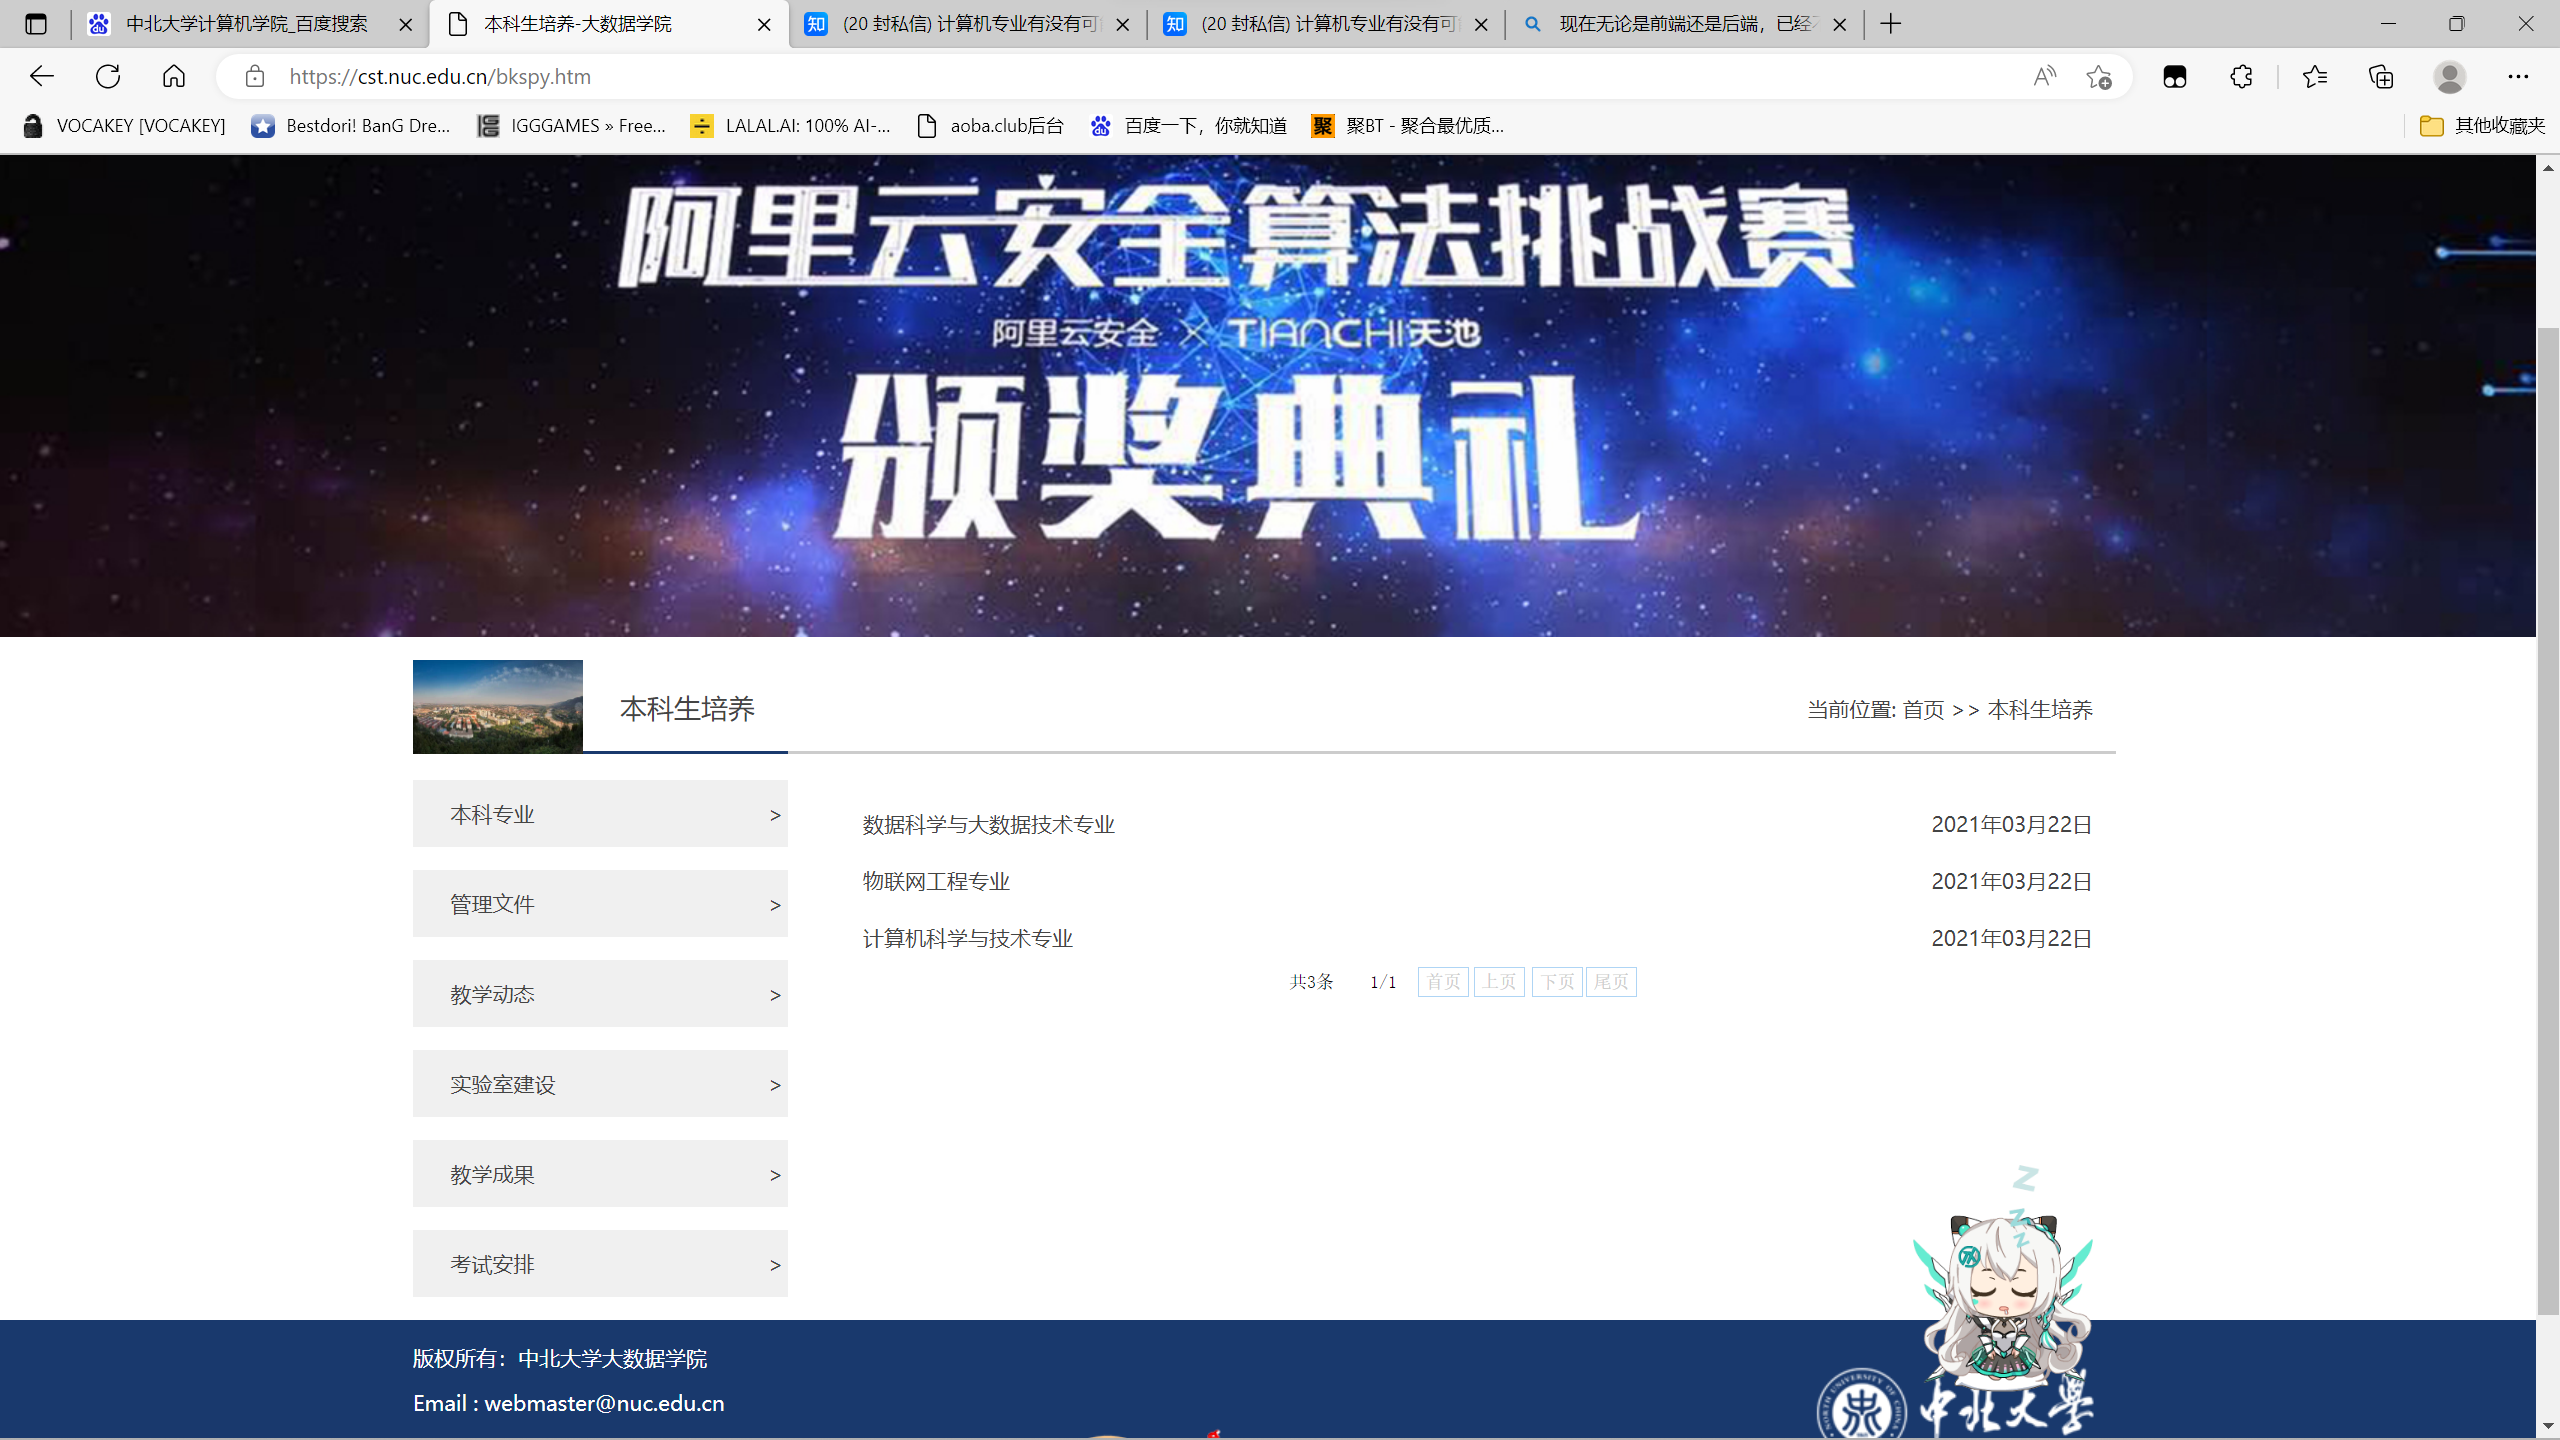 中北大学计算机学院_百度搜索
本科生培养-大数据学院
(20 封私信) 计算机专业有没有可
(20 封私信) 计算机专业有没有可
现在无论是前端还是后端，已经
https://cst.nuc.edu.cn/bkspy.htm
VOCAKEY [VOCAKEY]
Bestdori! BanG Dre...
IGGGAMES » Free...
LALAL.AI: 100% AI-...
aoba.club后台
百度一下，你就知道
聚BT - 聚合最优质...
其他收藏夹
阿里云安全算法挑战赛
阿里云安全 × TIANCHI天池
颁奖典礼
本科生培养
当前位置: 首页 >> 本科生培养
本科专业 >
管理文件 >
教学动态 >
实验室建设 >
教学成果 >
考试安排 >
数据科学与大数据技术专业 2021年03月22日
物联网工程专业 2021年03月22日
计算机科学与技术专业 2021年03月22日
共3条 1/1 首页 上页 下页 尾页
z
z
z
版权所有：中北大学大数据学院
Email : webmaster@nuc.edu.cn
中北大学